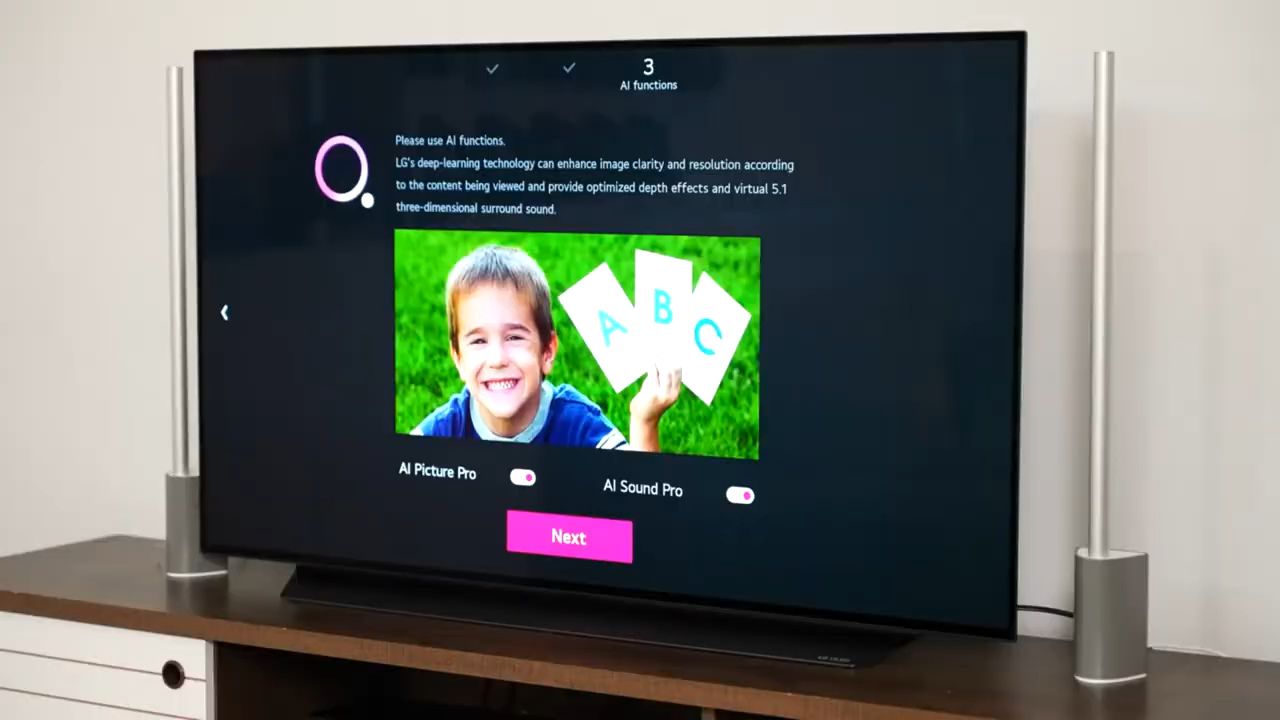 3
AI functions
Please use AI functions.
LG's deep-learning technology can enhance image clarity and resolution according
to the content being viewed and provide optimized depth effects and virtual 5.1
three-dimensional surround sound.
A B C
AI Picture Pro
AI Sound Pro
Next
LG OLED